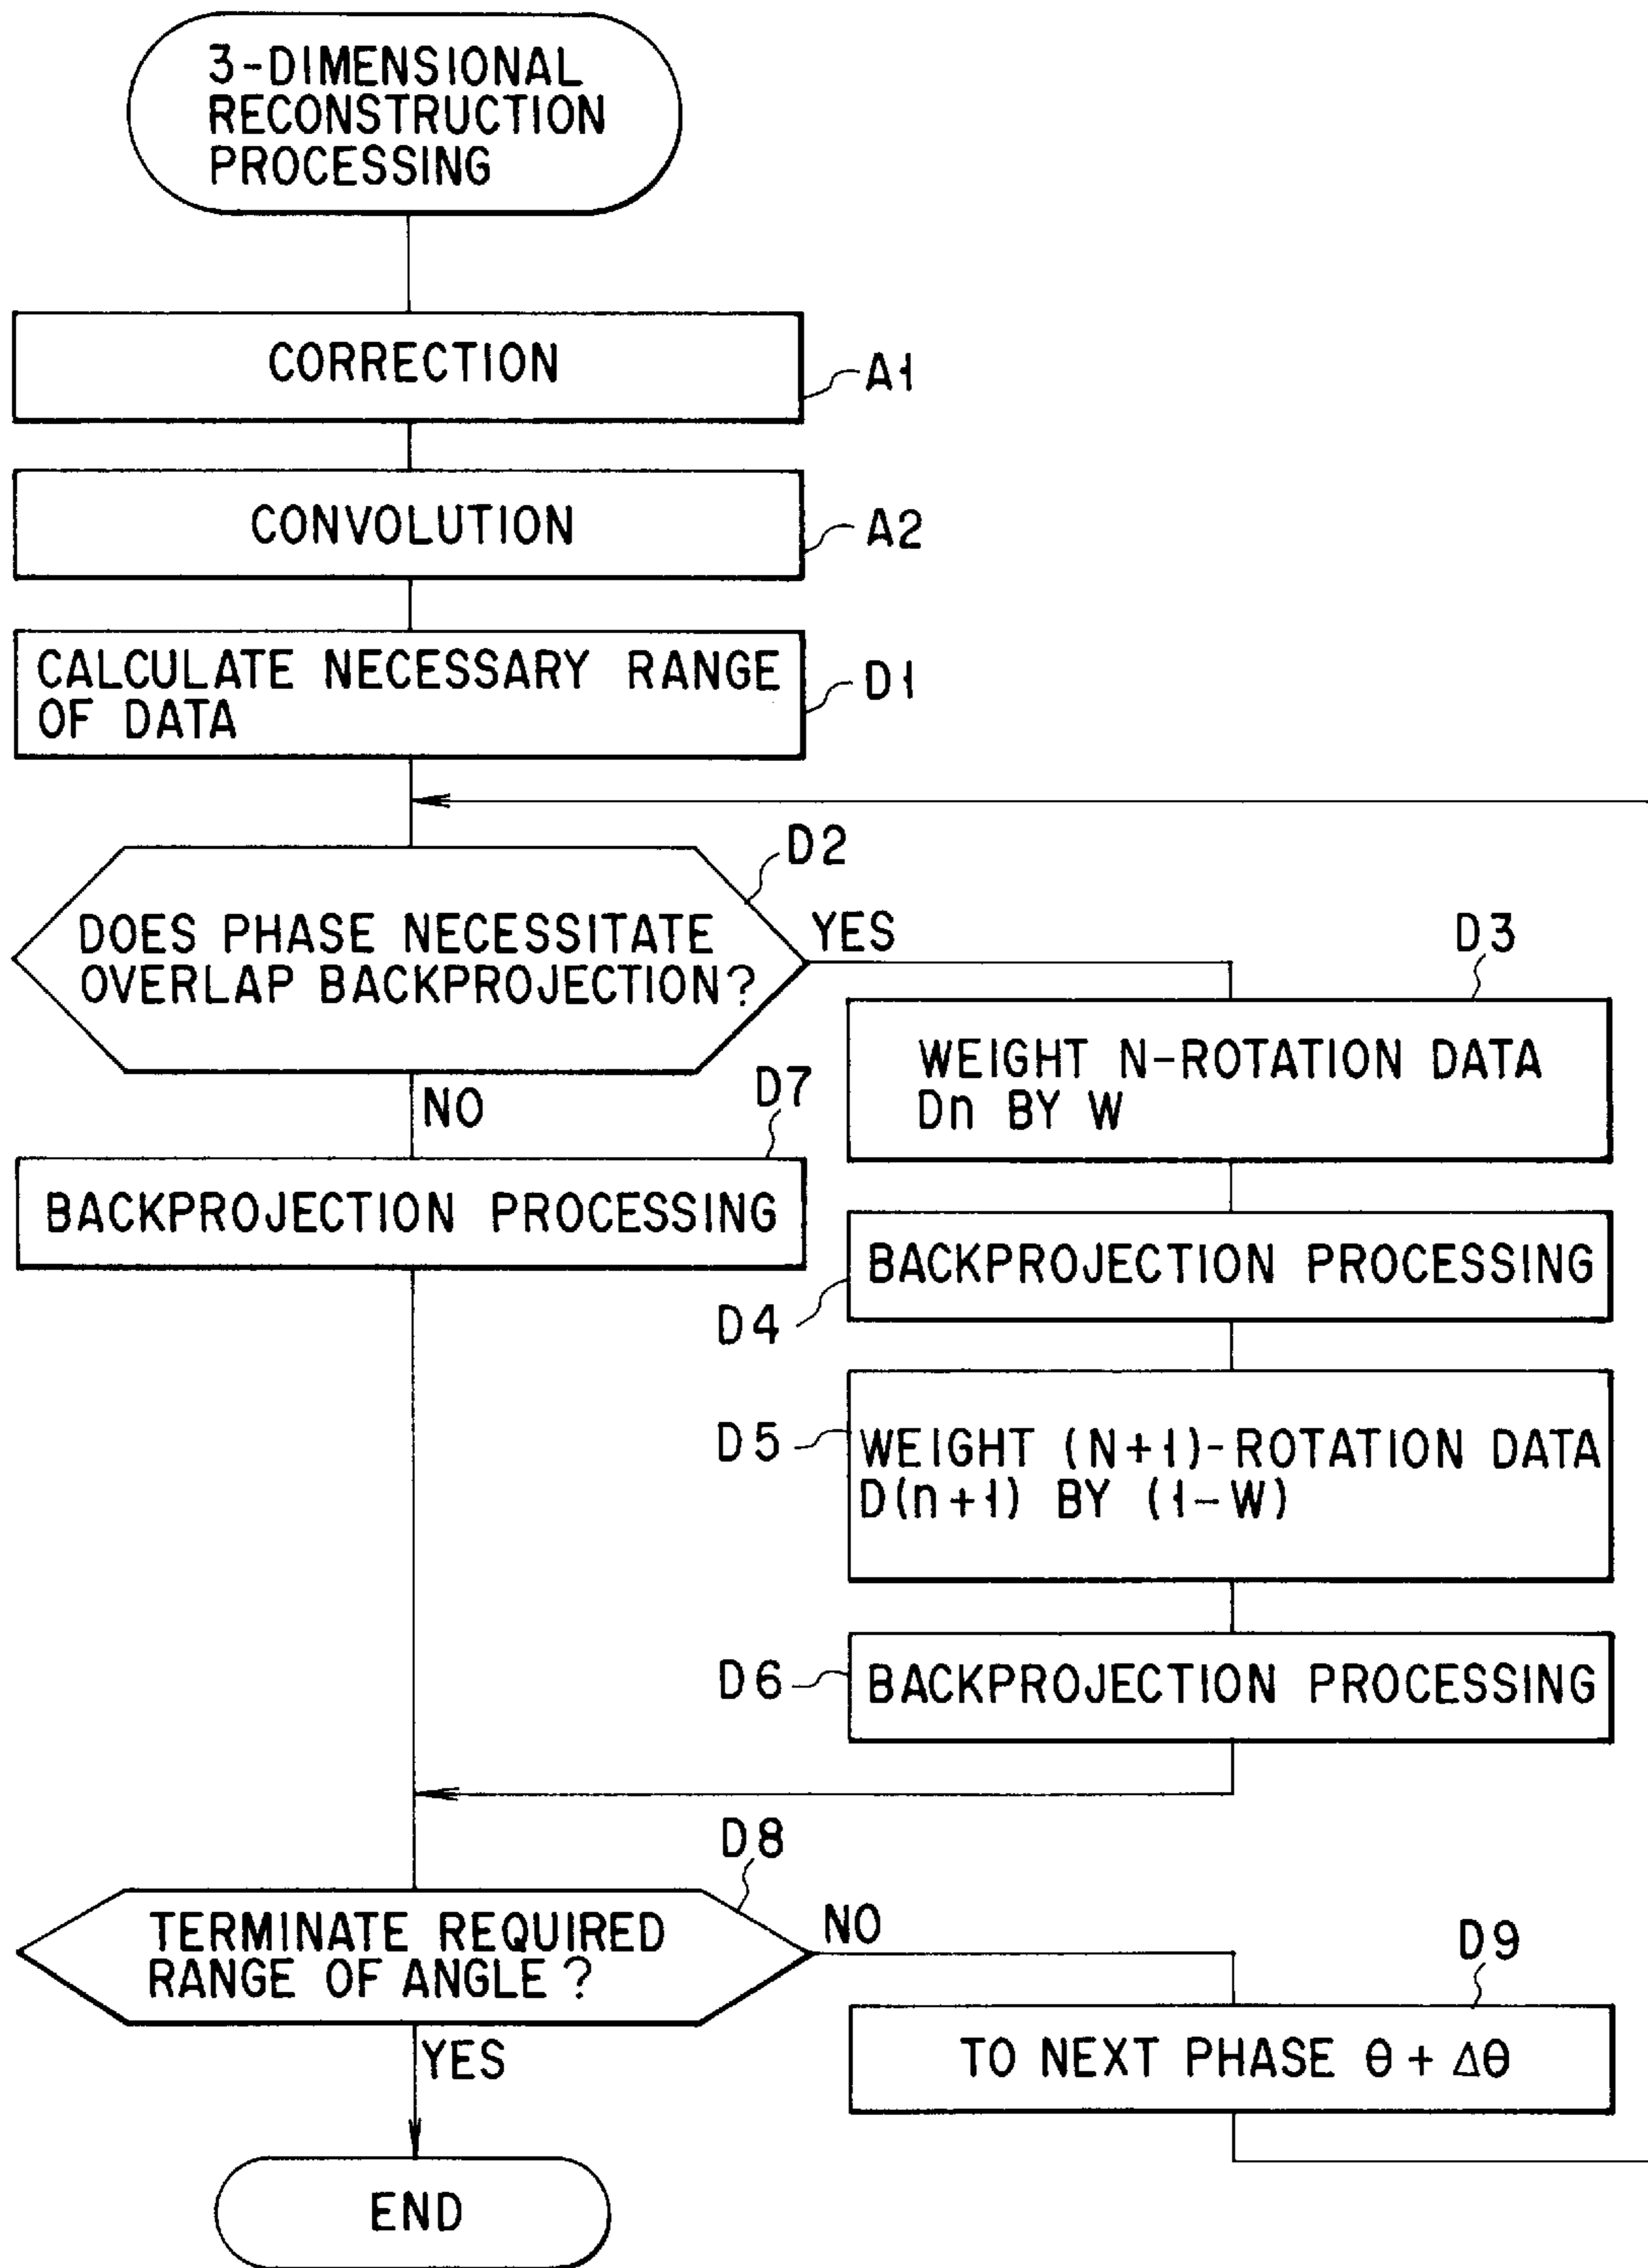 3-DIMENSIONAL
RECONSTRUCTION
PROCESSING
CORRECTION
A1
CONVOLUTION
A2
CALCULATE NECESSARY RANGE
OF DATA
D1
D2
DOES PHASE NECESSITATE
OVERLAP BACKPROJECTION?
YES
NO
D3
WEIGHT N-ROTATION DATA
Dn BY W
D7
BACKPROJECTION PROCESSING
BACKPROJECTION PROCESSING
D4
D5
WEIGHT (N+1)-ROTATION DATA
D(n+1) BY (1-W)
D6
BACKPROJECTION PROCESSING
D8
TERMINATE REQUIRED
RANGE OF ANGLE?
NO
YES
D9
TO NEXT PHASE θ + Δθ
END